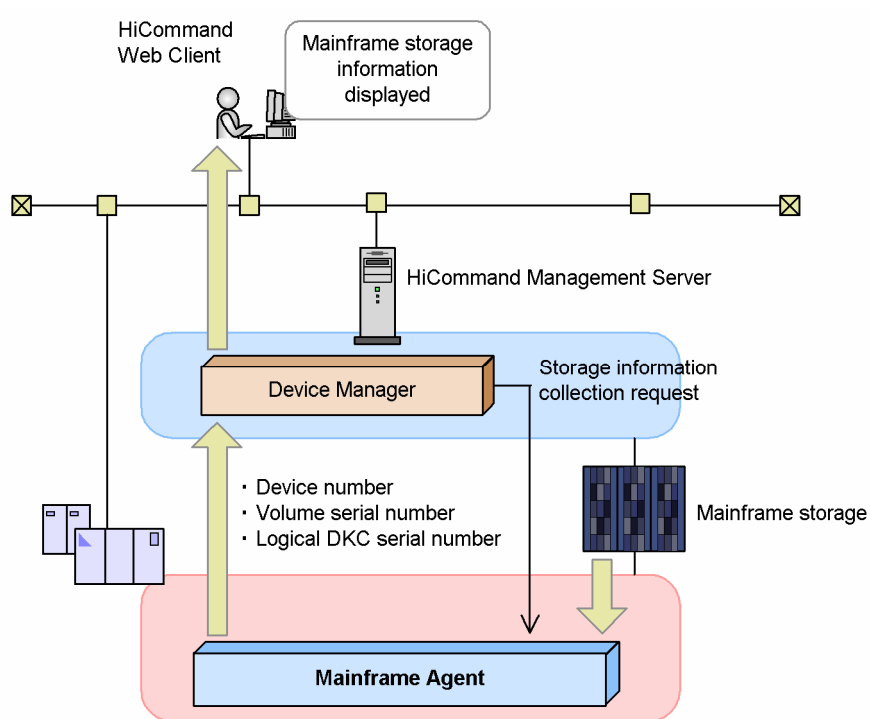 HiCommand
Web Client
Mainframe storage
information
displayed
HiCommand Management Server
Device Manager
Storage information
collection request
・Device number
・Volume serial number
・Logical DKC serial number
Mainframe storage
Mainframe Agent